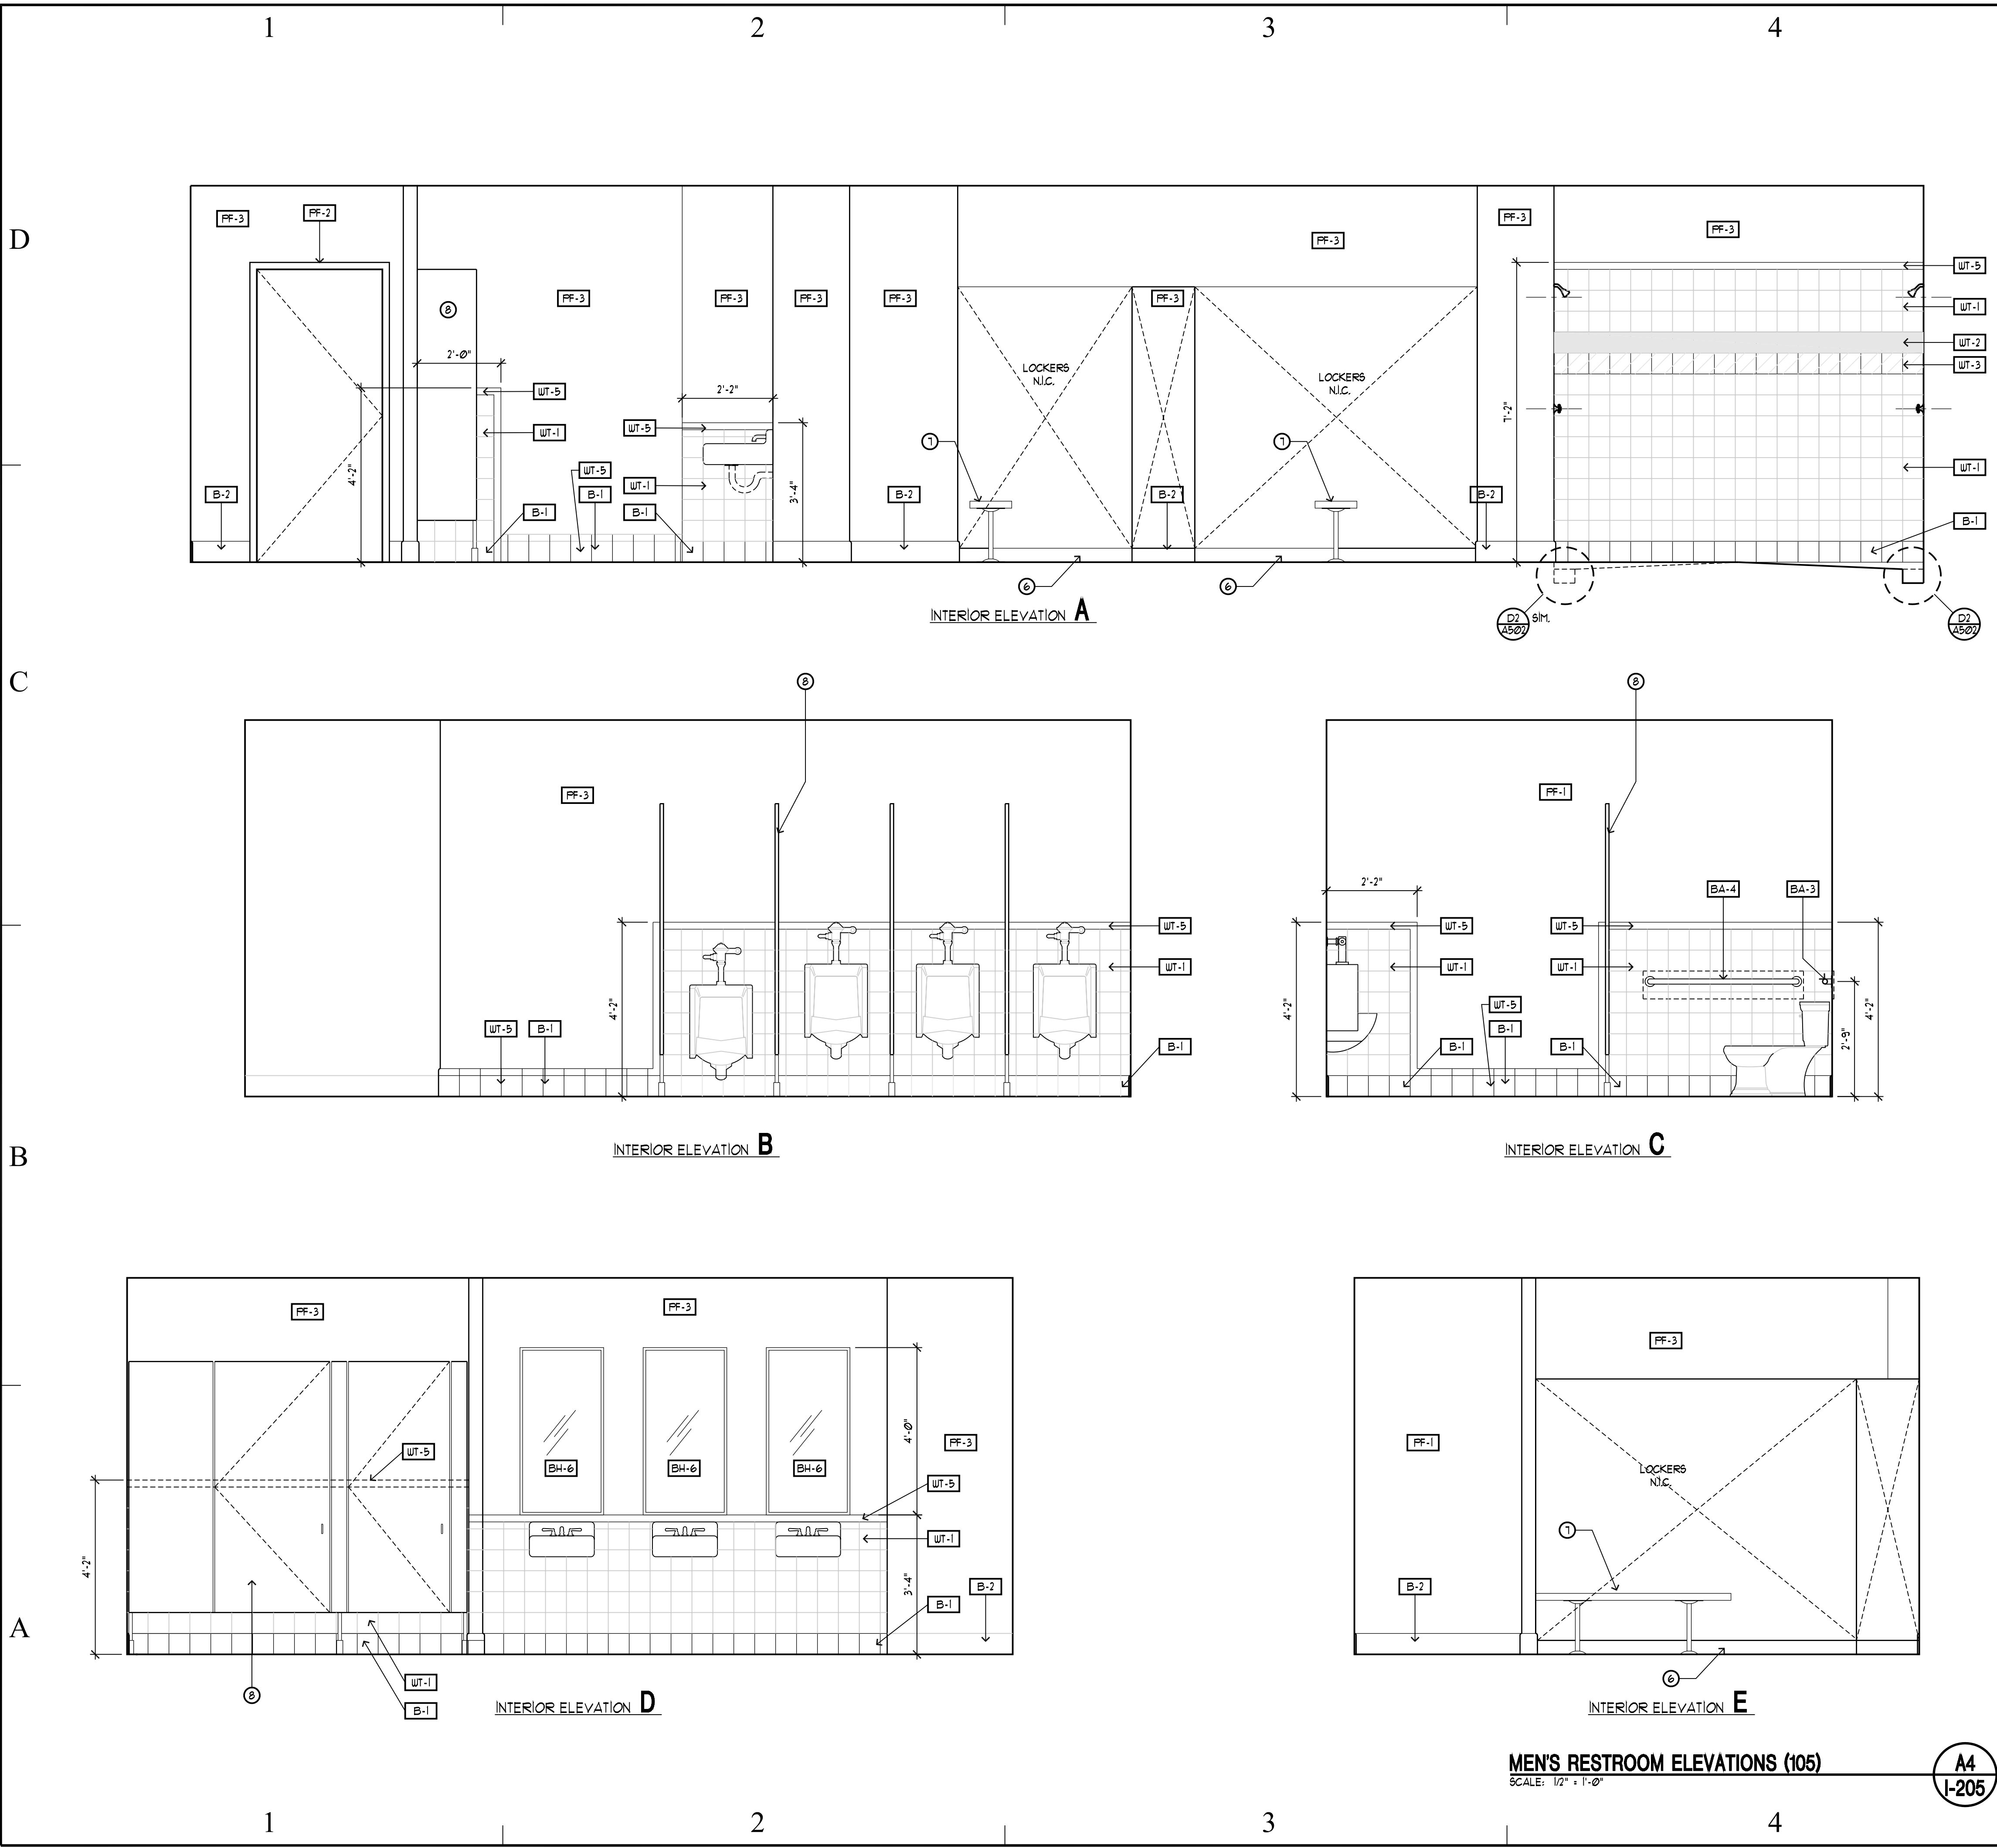 1 2 3 4
D
PF-3 PF-2 PF-3 PF-3
PF-3 PF-3
8 PF-3 PF-3 PF-3 PF-3 PF-3
WT-5
WT-1
WT-2
WT-3
2'-0"
LOCKERS
N.I.C.
LOCKERS
N.I.C.
WT-5
2'-2"
7'-2"
WT-5
WT-1
7 7
4'-2"
WT-5
WT-1
WT-1
B-2 B-1 3'-4" B-2 B-2 B-2
B-1 B-1 B-1
6 6
INTERIOR ELEVATION A
D2
A502
SIM.
D2
A502
C
8 8
PF-3 PF-1
2'-2" BA-4 BA-3
WT-5 WT-5 WT-5
WT-1 WT-1 WT-1
4'-2" 4'-2" WT-5 4'-2"
WT-5 B-1 B-1 2'-9"
B-1 B-1 B-1
INTERIOR ELEVATION B
INTERIOR ELEVATION C
B
PF-3 PF-3
PF-3
4'-0" PF-3 PF-1
WT-5
BH-6 BH-6 BH-6
WT-5
LOCKERS
N.I.C.
7
WT-1
4'-2" 3'-4" B-2 B-2
B-1
A
WT-1
8
B-1
6
INTERIOR ELEVATION D
INTERIOR ELEVATION E
MEN'S RESTROOM ELEVATIONS (105)
SCALE: 1/2" = 1'-0"
A4
I-205
1 2 3 4